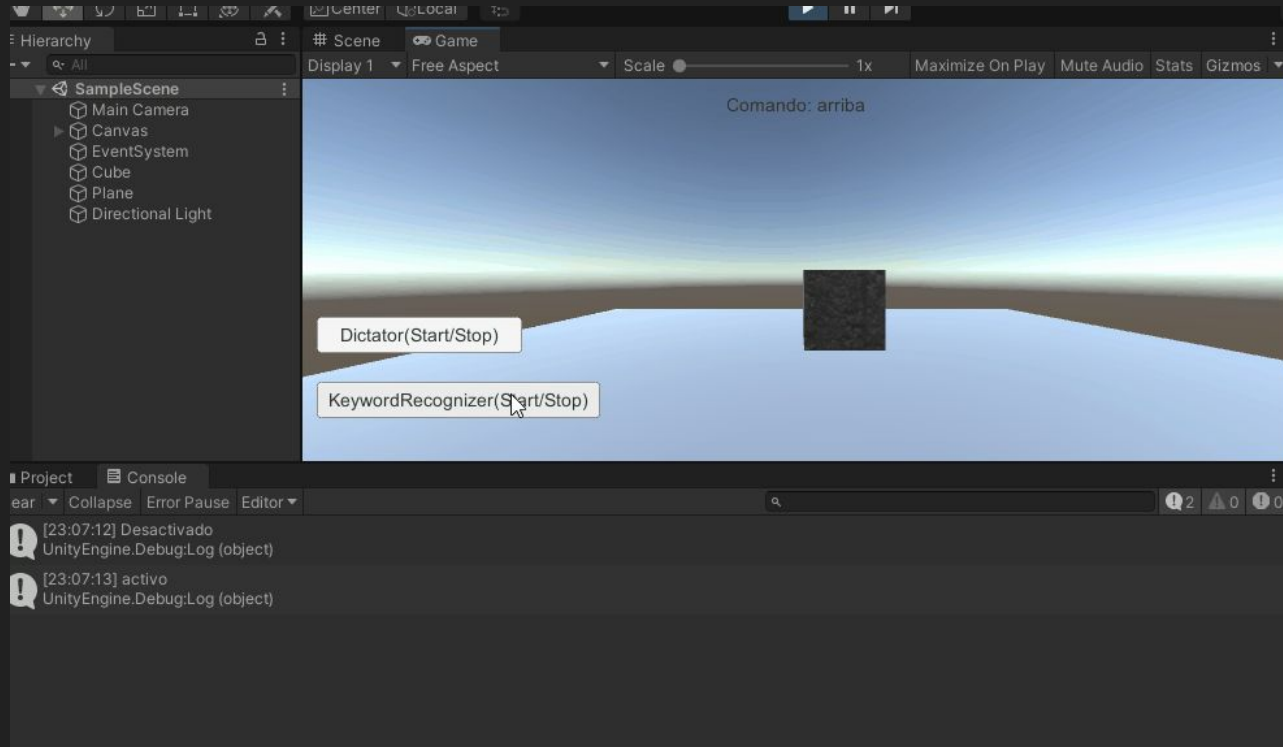 Center Local
Hierarchy
Scene Game
All
Display 1 Free Aspect Scale 1x Maximize On Play Mute Audio Stats Gizmos
SampleScene
Main Camera
Canvas
EventSystem
Cube
Plane
Directional Light
Comando: arriba
Dictator(Start/Stop)
KeywordRecognizer(Start/Stop)
Project Console
ear Collapse Error Pause Editor 2 0 0
[23:07:12] Desactivado
UnityEngine.Debug:Log (object)
[23:07:13] activo
UnityEngine.Debug:Log (object)